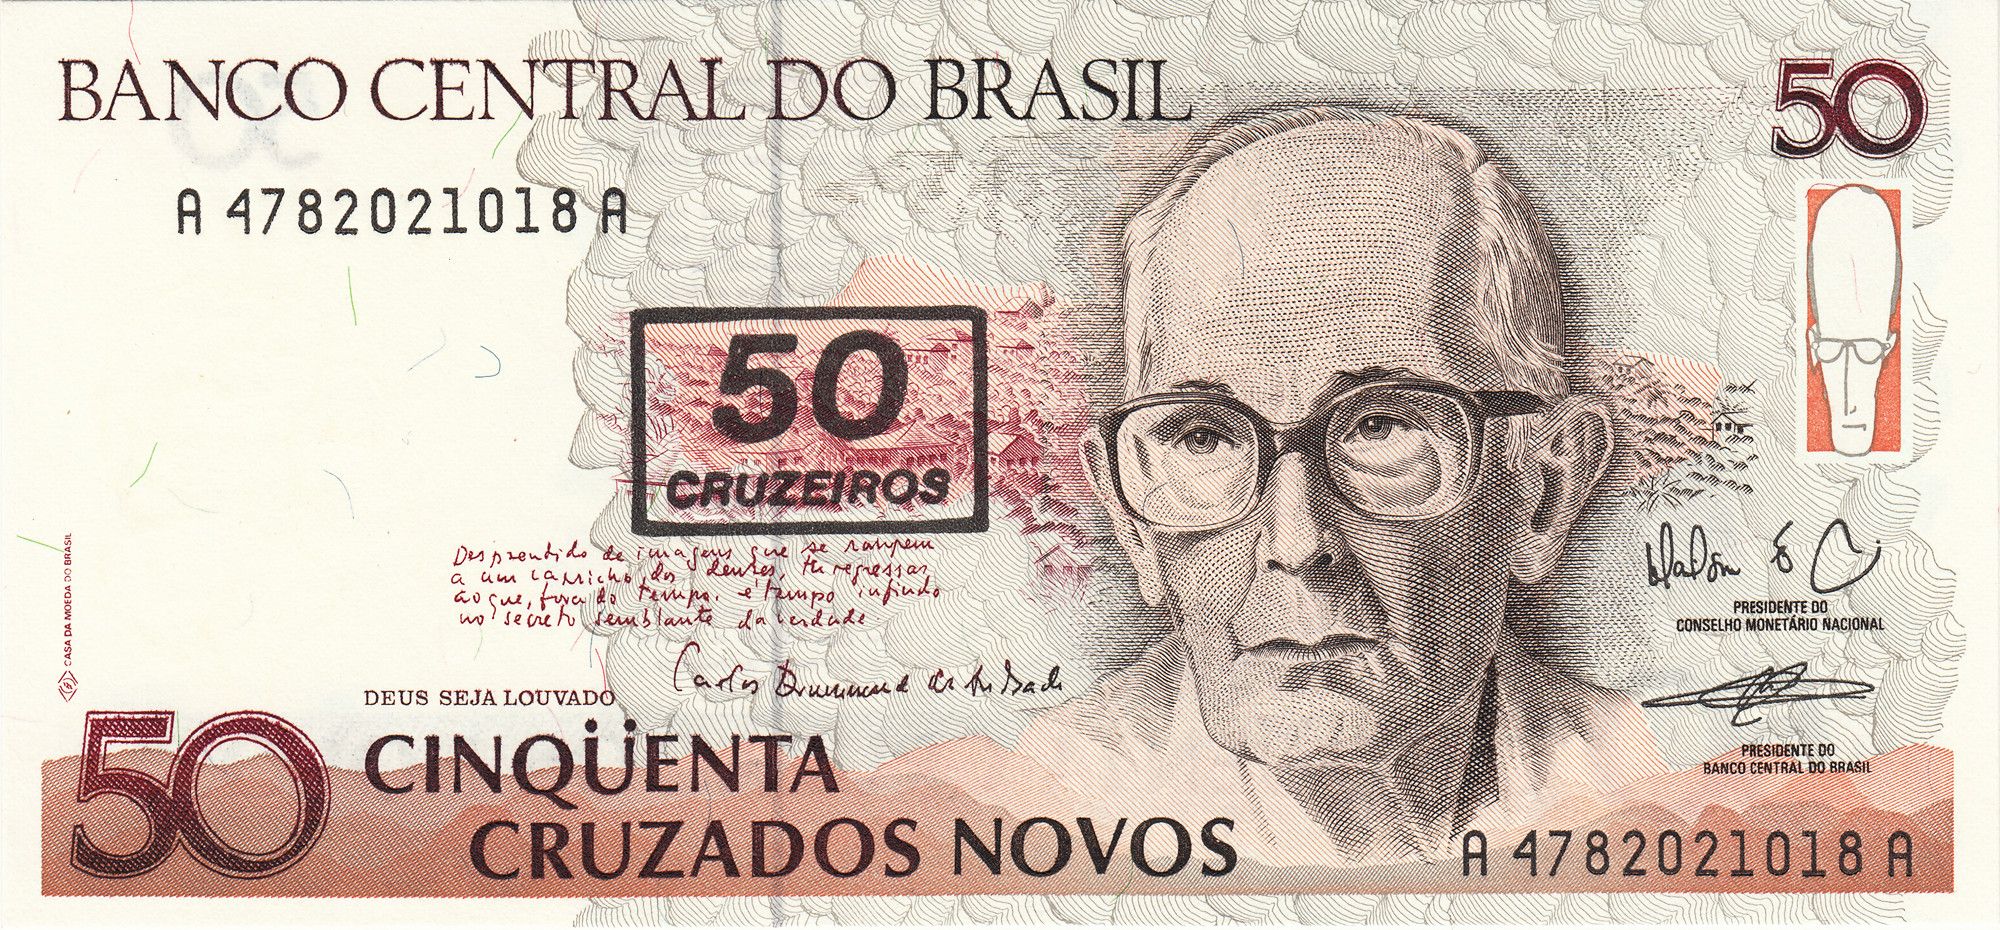 BANCO CENTRAL DO BRASIL
50
A 4782021018 A
50
CRUZEIROS
Desprendido de imagens que se rompem
a um capricho dos deuses, tu regressas
ao que, fora do tempo, é tempo infindo
no secreto semblante da verdade
Carlos Drummond de Andrade
PRESIDENTE DO
CONSELHO MONETÁRIO NACIONAL
PRESIDENTE DO
BANCO CENTRAL DO BRASIL
CASA DA MOEDA DO BRASIL
DEUS SEJA LOUVADO
50
CINQÜENTA
CRUZADOS NOVOS
A 4782021018 A